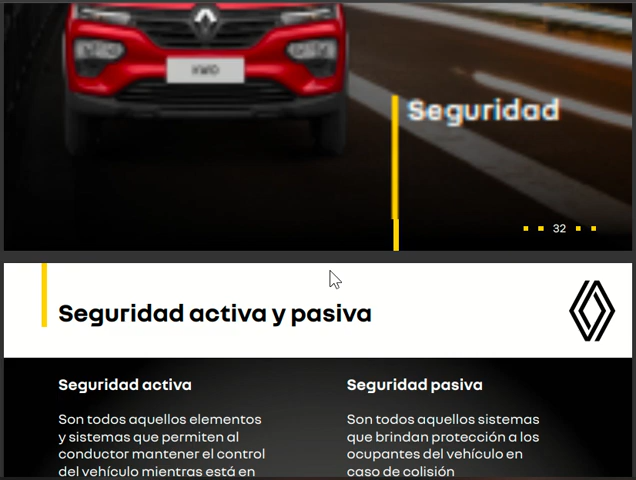 KWID
Seguridad
32
Seguridad activa y pasiva
Seguridad activa
Son todos aquellos elementos
y sistemas que permiten al
conductor mantener el control
del vehículo mientras está en
Seguridad pasiva
Son todos aquellos sistemas
que brindan protección a los
ocupantes del vehículo en
caso de colisión